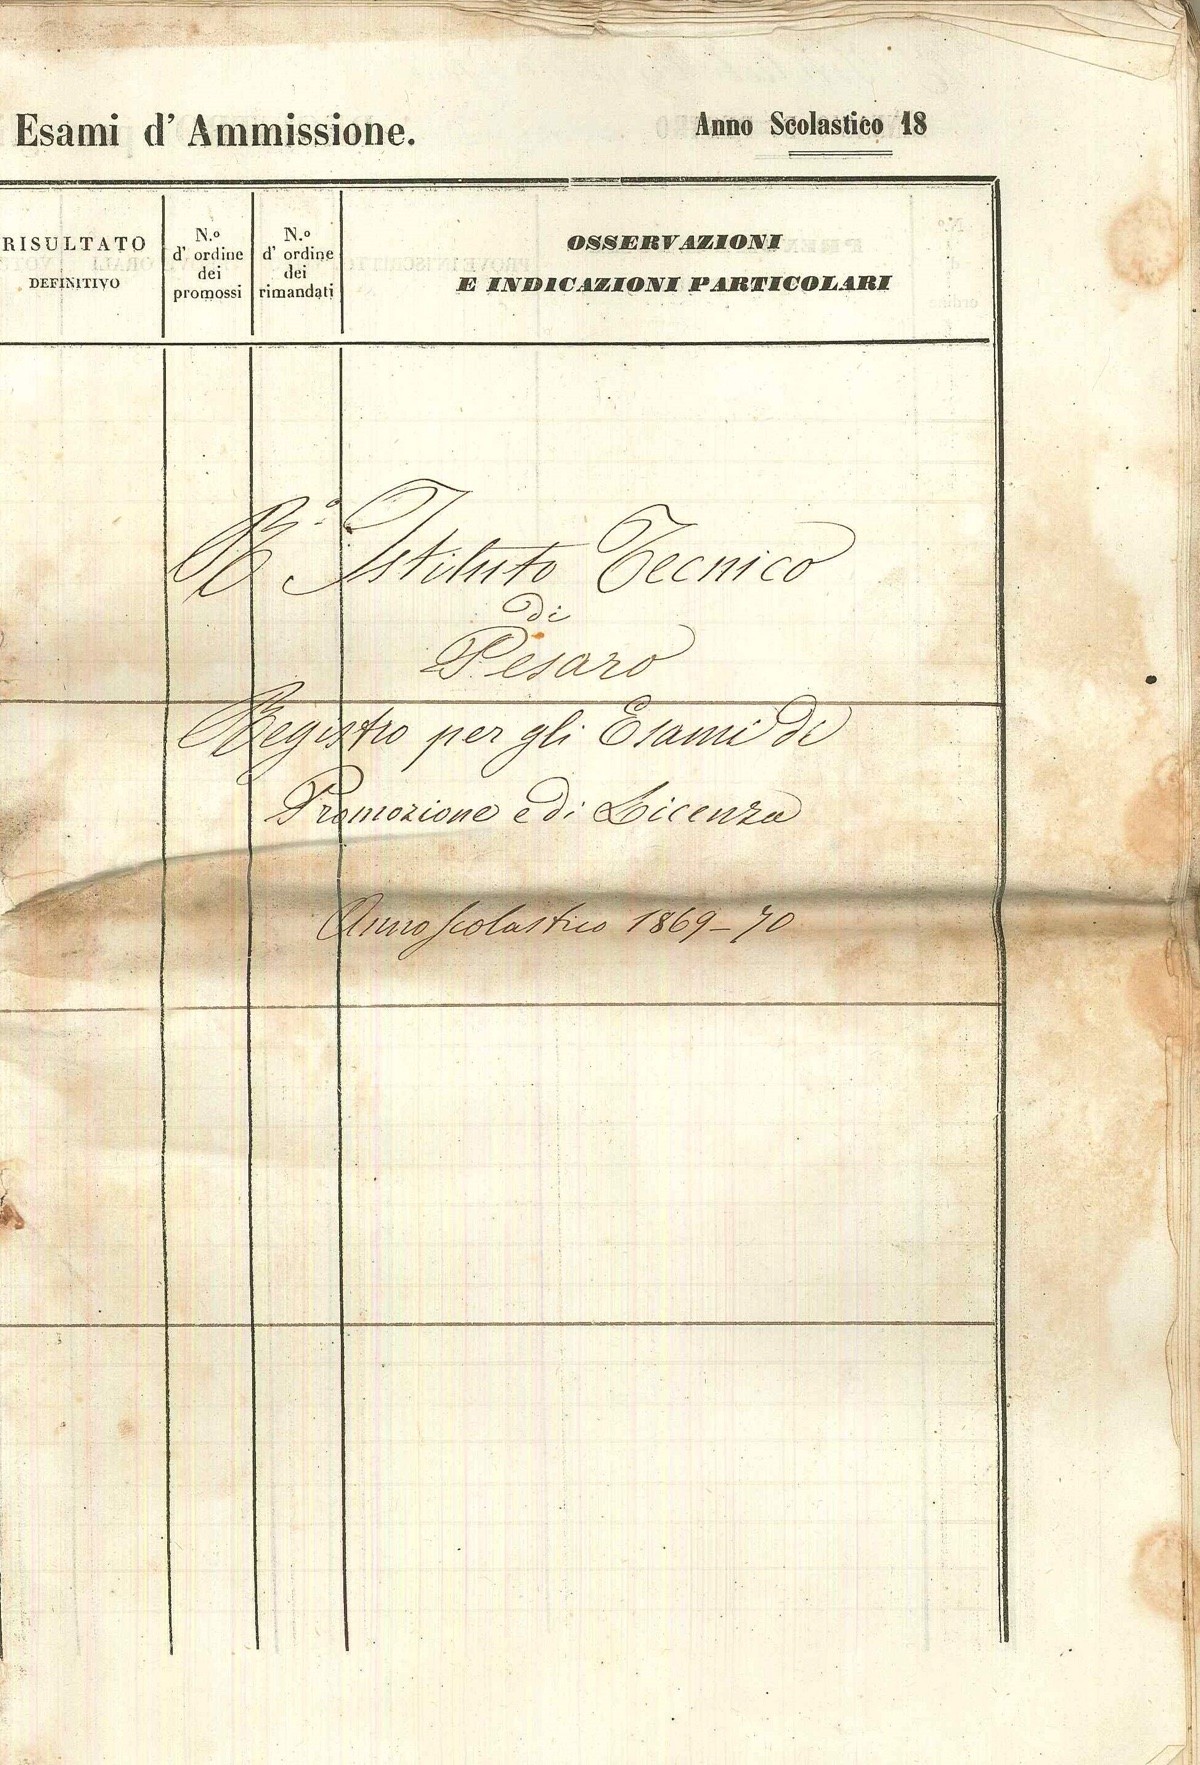 Esami d' Ammissione.
Anno Scolastico 18
RISULTATO
DEFINITIVO
N.º
d' ordine
dei
promossi
N.º
d' ordine
dei
rimandati
OSSERVAZIONI
E INDICAZIONI PARTICOLARI
R.º Istituto Tecnico
di
Pesaro
Registro per gli Esami di
Promozione e di Licenza
Anno scolastico 1869-70